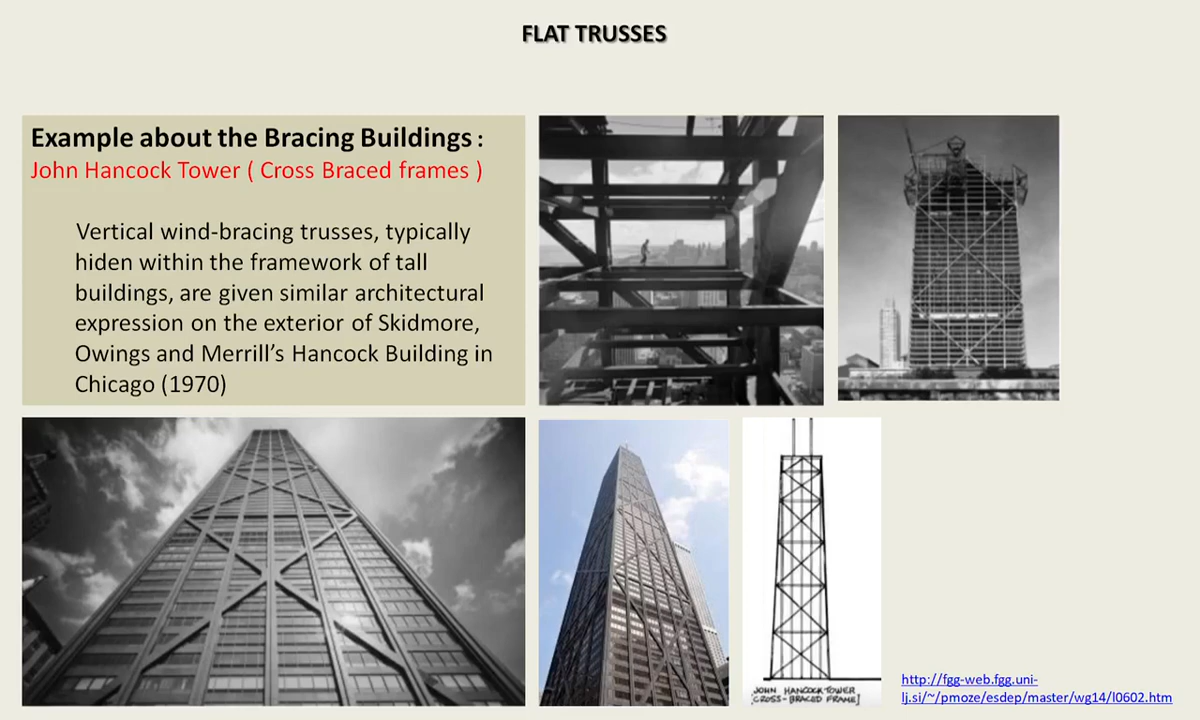 FLAT TRUSSES
Example about the Bracing Buildings :
John Hancock Tower ( Cross Braced frames )
Vertical wind-bracing trusses, typically
hiden within the framework of tall
buildings, are given similar architectural
expression on the exterior of Skidmore,
Owings and Merrill’s Hancock Building in
Chicago (1970)
JOHN HANCOCK TOWER
[CROSS-BRACED FRAME]
http://fgg-web.fgg.uni-
lj.si/~/pmoze/esdep/master/wg14/l0602.htm